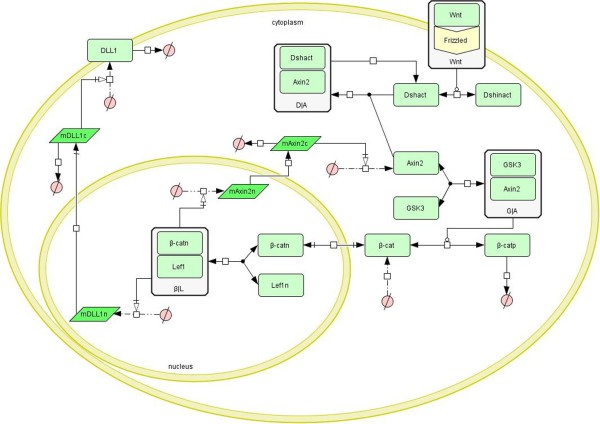 cytoplasm
Wnt
Frizzled
Wnt
DLL1
Dshact
Axin2
D|A
Dshact
Dshinact
mDLL1c
mAxin2c
Axin2
GSK3
GSK3
Axin2
G|A
mAxin2n
β-catn
Lef1
β|L
β-catn
Lef1n
β-cat
β-catp
mDLL1n
nucleus